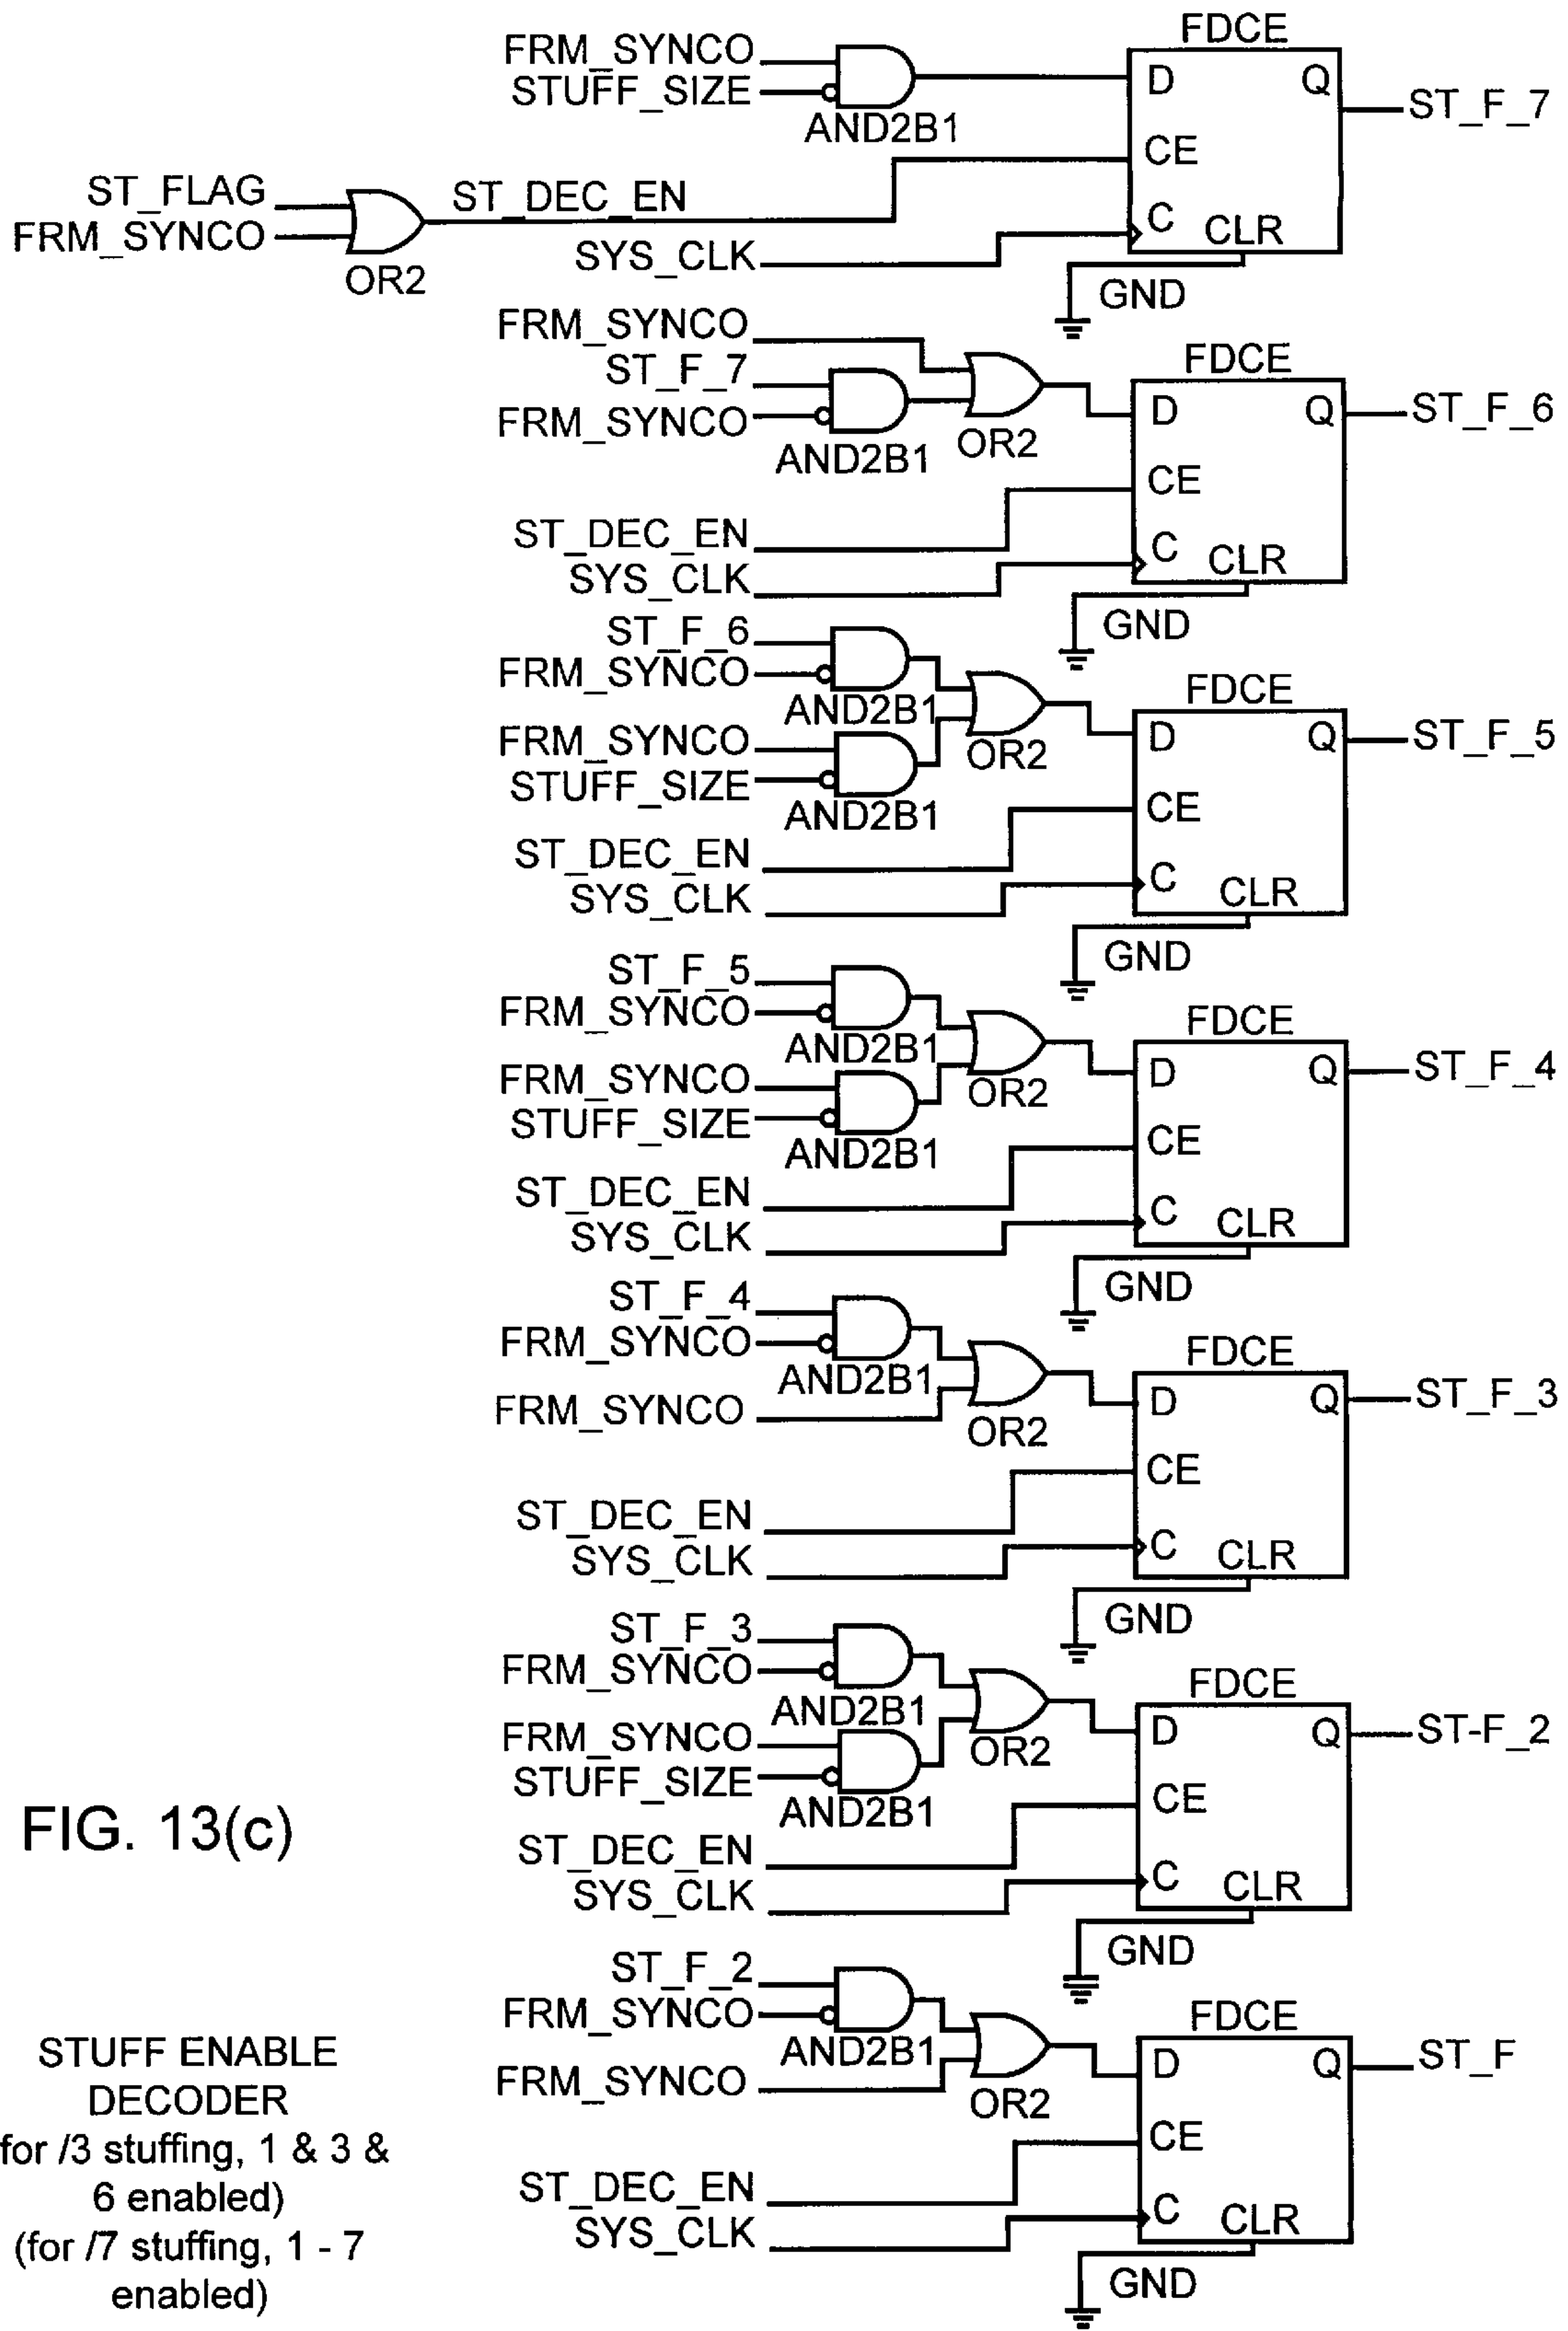 FDCE
FRM_SYNCO
STUFF_SIZE
AND2B1
D
Q
ST_F_7
CE
ST_FLAG
FRM_SYNCO
OR2
ST_DEC_EN
SYS_CLK
C
CLR
GND
FRM_SYNCO
ST_F_7
FRM_SYNCO
AND2B1
OR2
FDCE
D
Q
ST_F_6
CE
ST_DEC_EN
SYS_CLK
C
CLR
GND
ST_F_6
FRM_SYNCO
AND2B1
FRM_SYNCO
STUFF_SIZE
AND2B1
OR2
FDCE
D
Q
ST_F_5
CE
ST_DEC_EN
SYS_CLK
C
CLR
GND
ST_F_5
FRM_SYNCO
AND2B1
FRM_SYNCO
STUFF_SIZE
AND2B1
OR2
FDCE
D
Q
ST_F_4
CE
ST_DEC_EN
SYS_CLK
C
CLR
GND
ST_F_4
FRM_SYNCO
AND2B1
FRM_SYNCO
OR2
FDCE
D
Q
ST_F_3
CE
ST_DEC_EN
SYS_CLK
C
CLR
GND
ST_F_3
FRM_SYNCO
AND2B1
FRM_SYNCO
STUFF_SIZE
AND2B1
OR2
FDCE
D
Q
ST-F_2
CE
ST_DEC_EN
SYS_CLK
C
CLR
GND
ST_F_2
FRM_SYNCO
AND2B1
FRM_SYNCO
OR2
FDCE
D
Q
ST_F
CE
ST_DEC_EN
SYS_CLK
C
CLR
GND
FIG. 13(c)
STUFF ENABLE
DECODER
for /3 stuffing, 1 & 3 &
6 enabled)
(for /7 stuffing, 1 - 7
enabled)